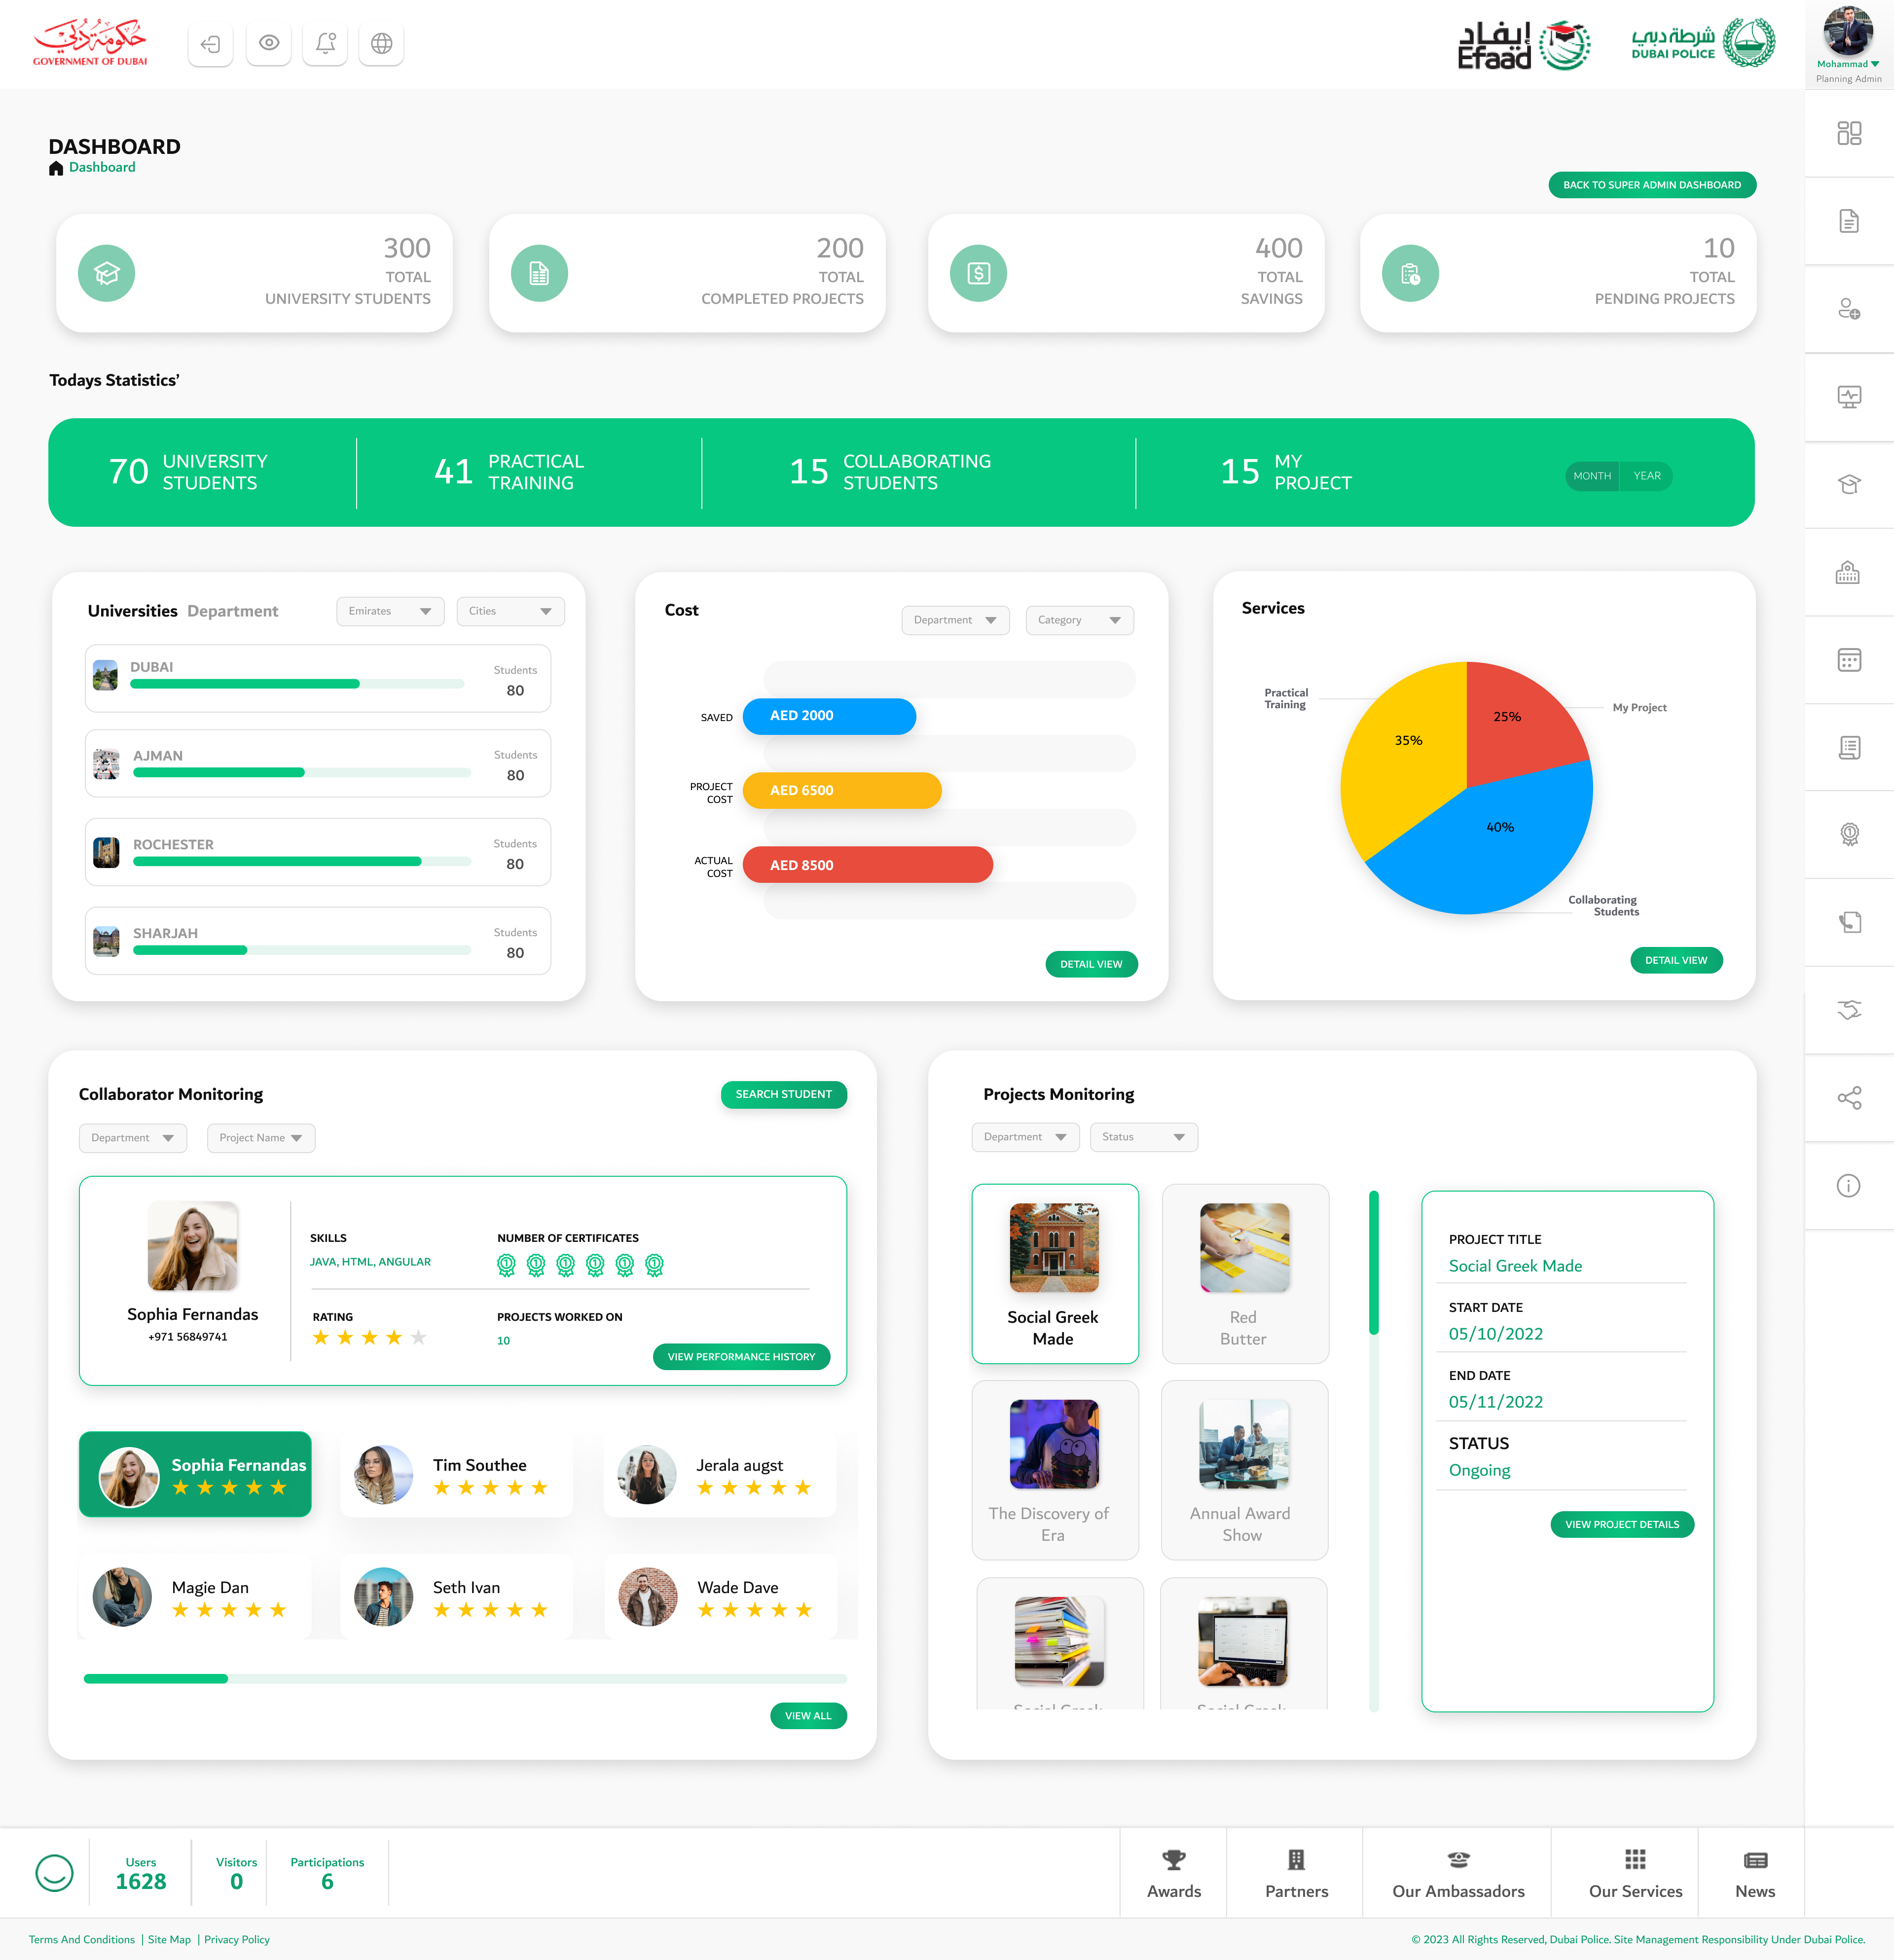 حكومة دبي
GOVERNMENT OF DUBAI
إيفاد
Efaad
شرطة دبي
DUBAI POLICE
Mohammad
Planning Admin
DASHBOARD
Dashboard
BACK TO SUPER ADMIN DASHBOARD
300
TOTAL
UNIVERSITY STUDENTS
200
TOTAL
COMPLETED PROJECTS
400
TOTAL
SAVINGS
10
TOTAL
PENDING PROJECTS
Todays Statistics’
70 UNIVERSITY
STUDENTS
41 PRACTICAL
TRAINING
15 COLLABORATING
STUDENTS
15 MY
PROJECT
MONTH YEAR
Universities Department
Emirates Cities
DUBAI
Students
80
AJMAN
Students
80
ROCHESTER
Students
80
SHARJAH
Students
80
Cost
Department Category
SAVED AED 2000
PROJECT
COST
AED 6500
ACTUAL
COST
AED 8500
DETAIL VIEW
Services
Practical
Training
My Project
25%
35%
40%
Collaborating
Students
DETAIL VIEW
Collaborator Monitoring
SEARCH STUDENT
Department Project Name
Sophia Fernandas
+971 56849741
SKILLS
JAVA, HTML, ANGULAR
NUMBER OF CERTIFICATES
1 1 1 1 1 1
RATING
PROJECTS WORKED ON
10
VIEW PERFORMANCE HISTORY
Sophia Fernandas
Tim Southee
Jerala augst
Magie Dan
Seth Ivan
Wade Dave
VIEW ALL
Projects Monitoring
Department Status
Social Greek
Made
Red
Butter
The Discovery of
Era
Annual Award
Show
Social Greek
Social Greek
PROJECT TITLE
Social Greek Made
START DATE
05/10/2022
END DATE
05/11/2022
STATUS
Ongoing
VIEW PROJECT DETAILS
Users
1628
Visitors
0
Participations
6
Awards
Partners
Our Ambassadors
Our Services
News
Terms And Conditions | Site Map | Privacy Policy
© 2023 All Rights Reserved, Dubai Police. Site Management Responsibility Under Dubai Police.